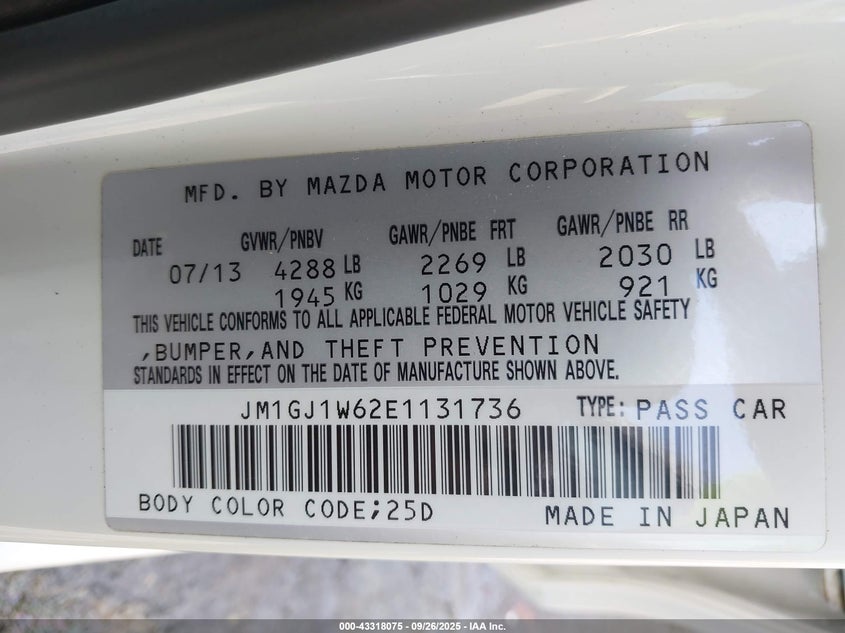 MFD. BY MAZDA MOTOR CORPORATION
DATE GVWR/PNBV GAWR/PNBE FRT GAWR/PNBE RR
07/13 4288 LB 2269 LB 2030 LB
1945 KG 1029 KG 921 KG
THIS VEHICLE CONFORMS TO ALL APPLICABLE FEDERAL MOTOR VEHICLE SAFETY
,BUMPER,AND THEFT PREVENTION
STANDARDS IN EFFECT ON THE DATE OF MANUFACTURE SHOWN ABOVE.
JM1GJ1W62E1131736 TYPE: PASS CAR
BODY COLOR CODE;25D MADE IN JAPAN
000-43318075 - 09/26/2025 - IAA Inc.